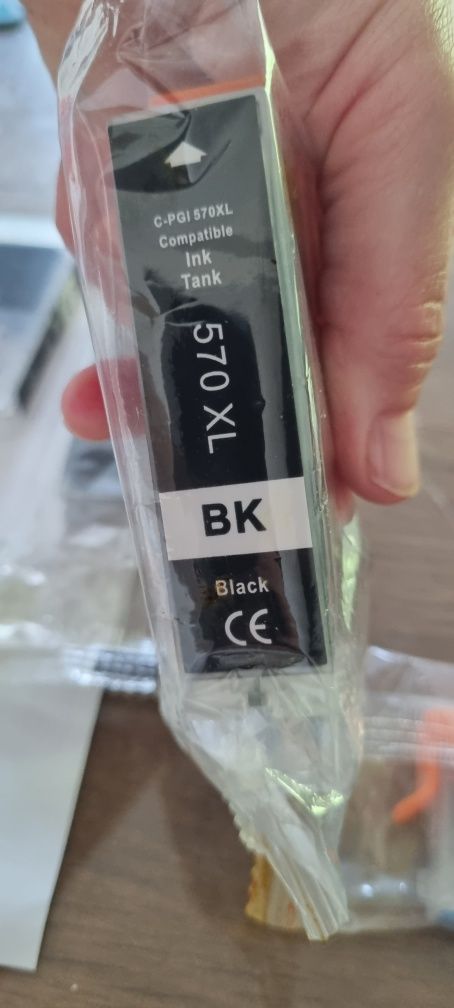 C-PGI 570XL
Compatible
Ink
Tank
570 XL
BK
Black
CE